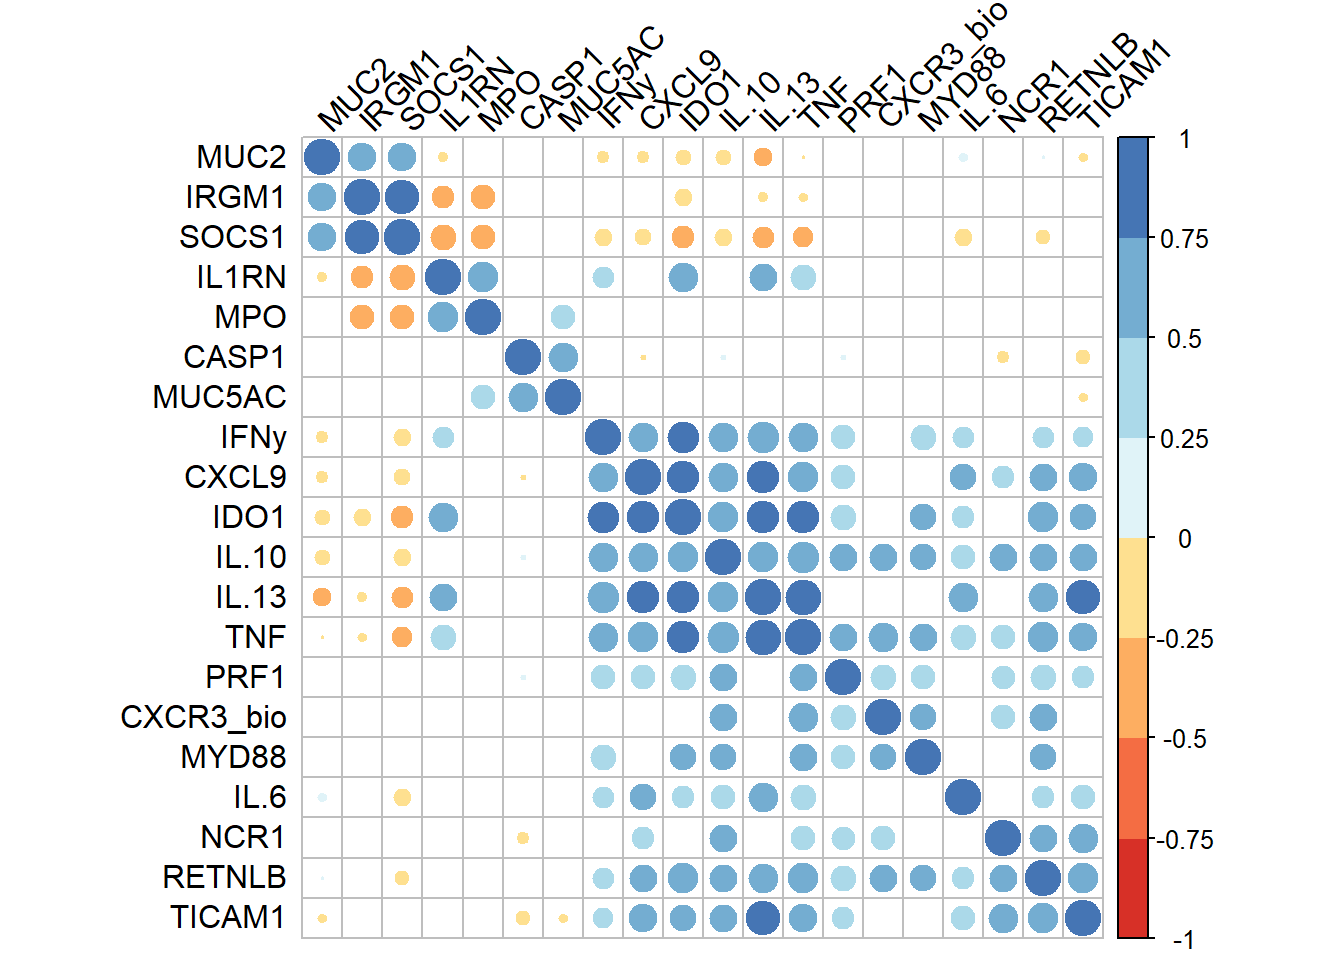 MUC2
IRGM1
SOCS1
IL1RN
MPO
CASP1
MUC5AC
IFNy
CXCL9
IDO1
IL.10
IL.13
TNF
PRF1
CXCR3_bio
MYD88
IL.6
NCR1
RETNLB
TICAM1
MUC2
IRGM1
SOCS1
IL1RN
MPO
CASP1
MUC5AC
IFNy
CXCL9
IDO1
IL.10
IL.13
TNF
PRF1
CXCR3_bio
MYD88
IL.6
NCR1
RETNLB
TICAM1
1
0.75
0.5
0.25
0
-0.25
-0.5
-0.75
-1